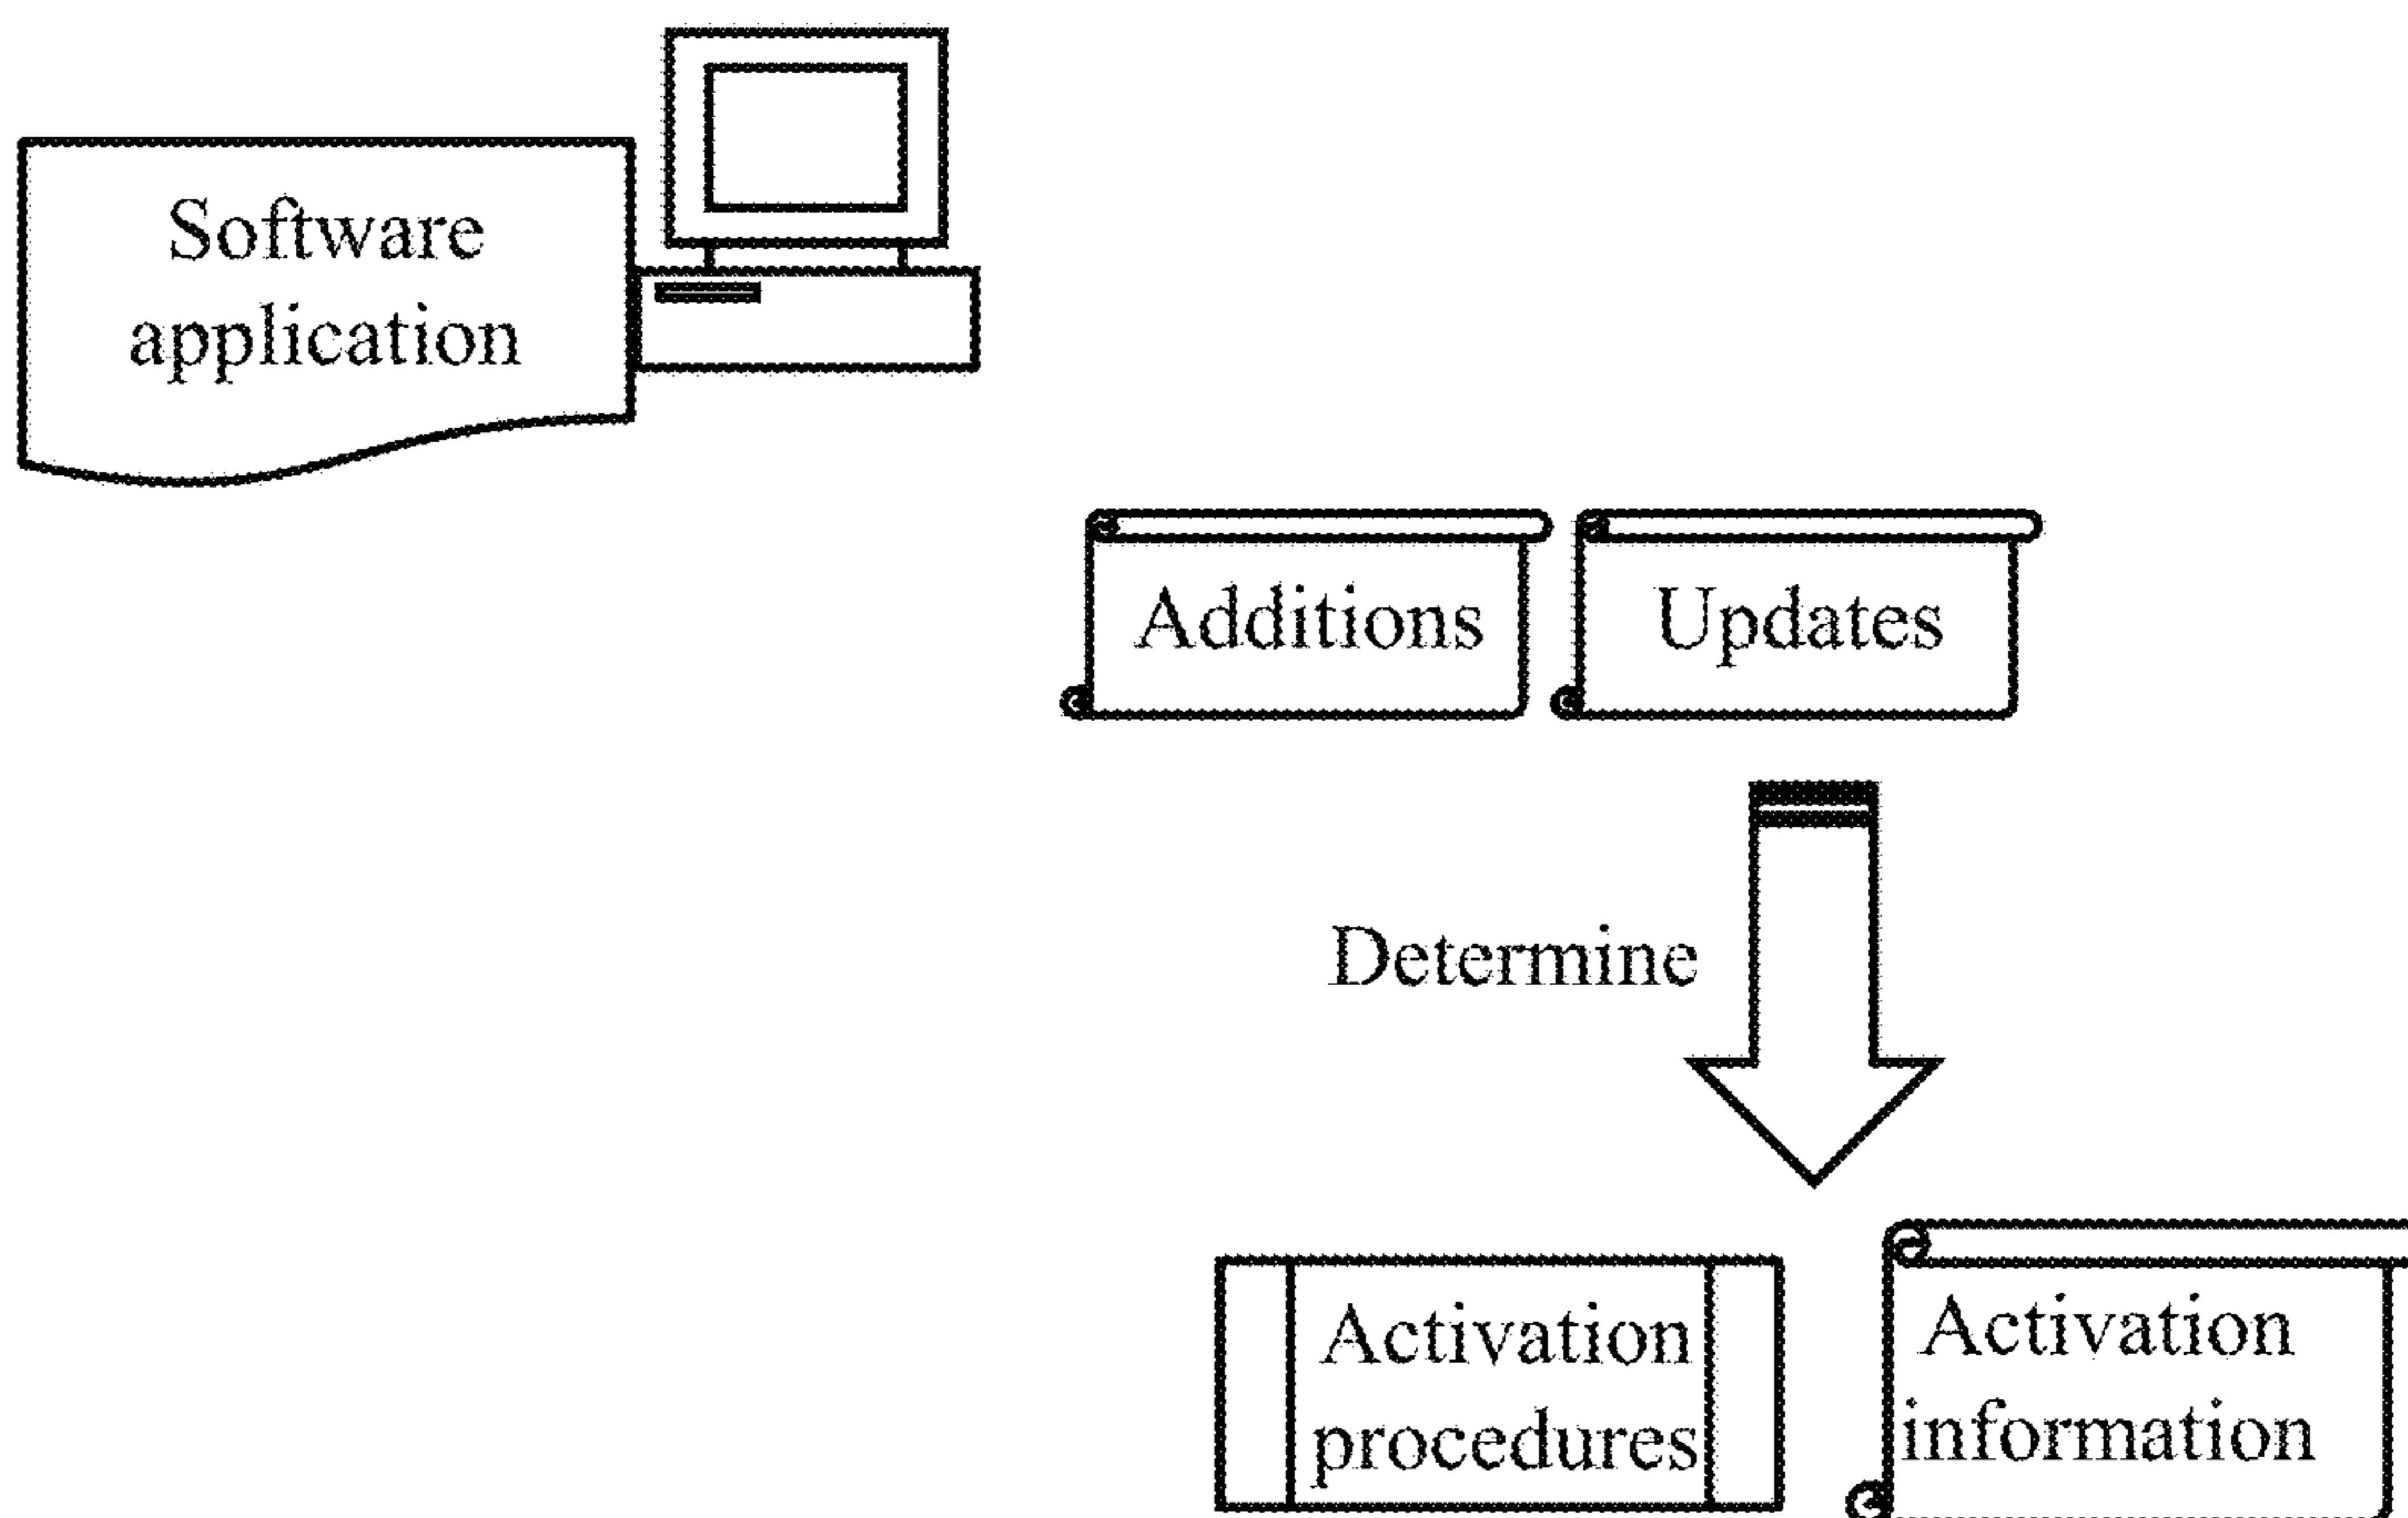 Software
application
Additions
Updates
Determine
Activation
procedures
Activation
information